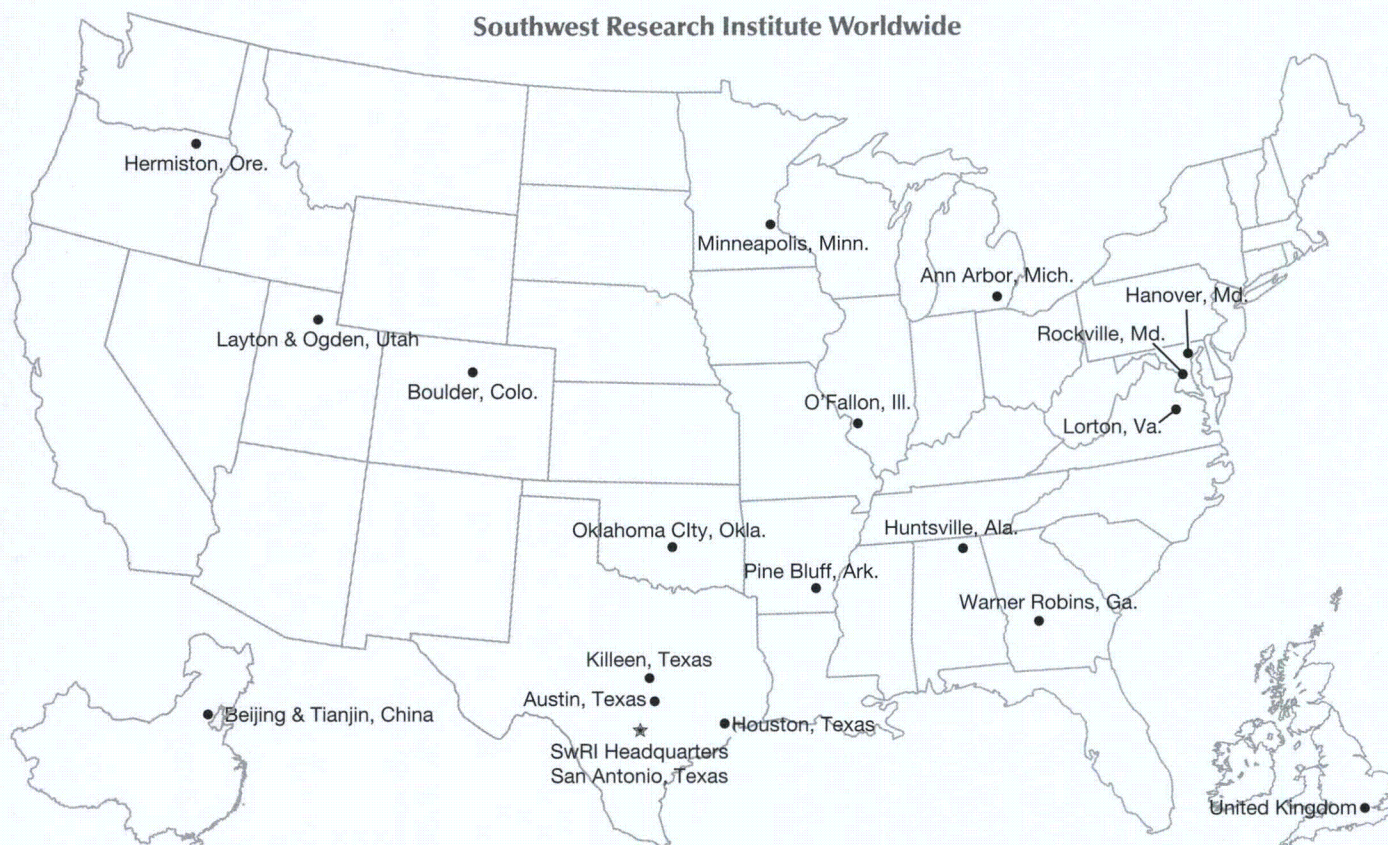 Southwest Research Institute Worldwide
Hermiston, Ore.
Minneapolis, Minn.
Ann Arbor, Mich.
Hanover, Md.
Rockville, Md.
Layton & Ogden, Utah
Boulder, Colo.
O'Fallon, Ill.
Lorton, Va.
Oklahoma CIty, Okla.
Huntsville, Ala.
Pine Bluff, Ark.
Warner Robins, Ga.
Killeen, Texas
Austin, Texas
Beijing & Tianjin, China
Houston, Texas
SwRI Headquarters
San Antonio, Texas
United Kingdom